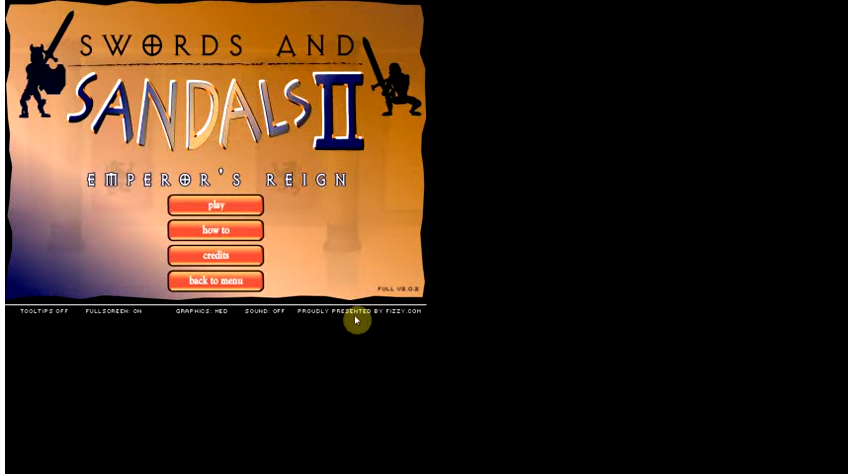 SWORDS AND
SANDALS II
EMPEROR'S REIGN
play
how to
credits
back to menu
FULL V2.0.2
TOOLTIPS OFF FULLSCREEN: ON GRAPHICS: MED SOUND: OFF PROUDLY PRESENTED BY FIZZY.COM